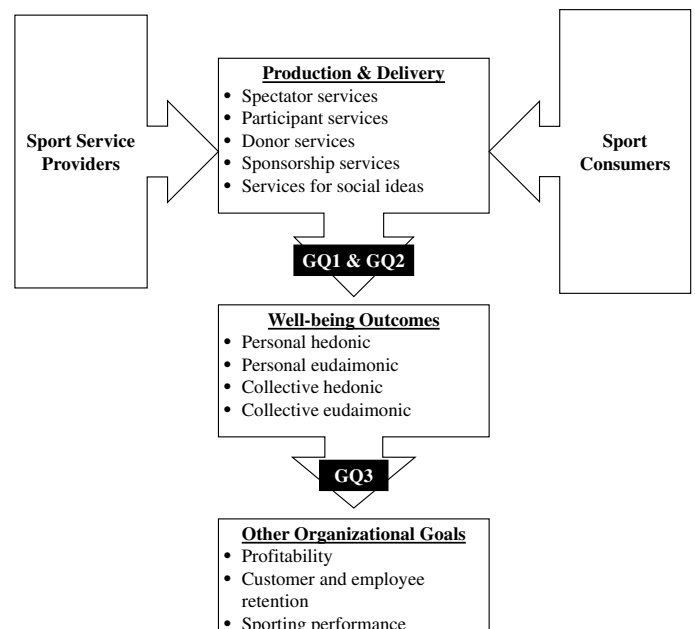 Sport Service
Providers
Production & Delivery
• Spectator services
• Participant services
• Donor services
• Sponsorship services
• Services for social ideas
Sport
Consumers
GQ1 & GQ2
Well-being Outcomes
• Personal hedonic
• Personal eudaimonic
• Collective hedonic
• Collective eudaimonic
GQ3
Other Organizational Goals
• Profitability
• Customer and employee
retention
• Sporting performance